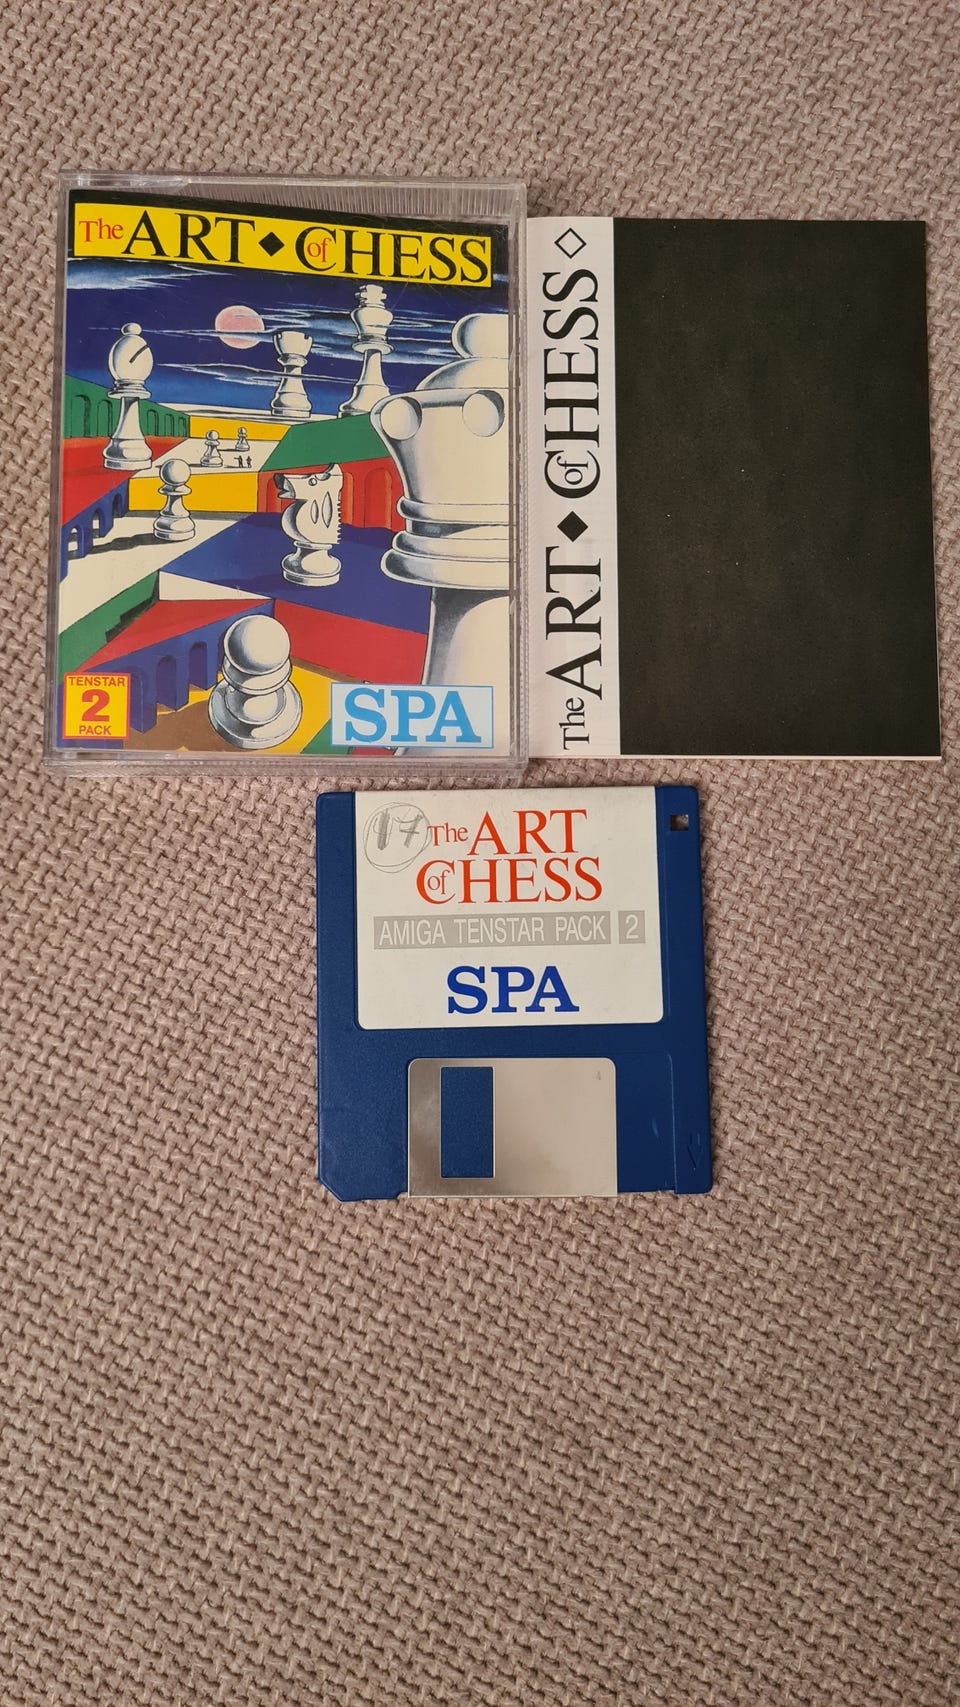 The ART ◆ of CHESS
TENSTAR
2
PACK
SPA
The ART ◆ of CHESS ◇
17
The ART
of CHESS
AMIGA TENSTAR PACK 2
SPA